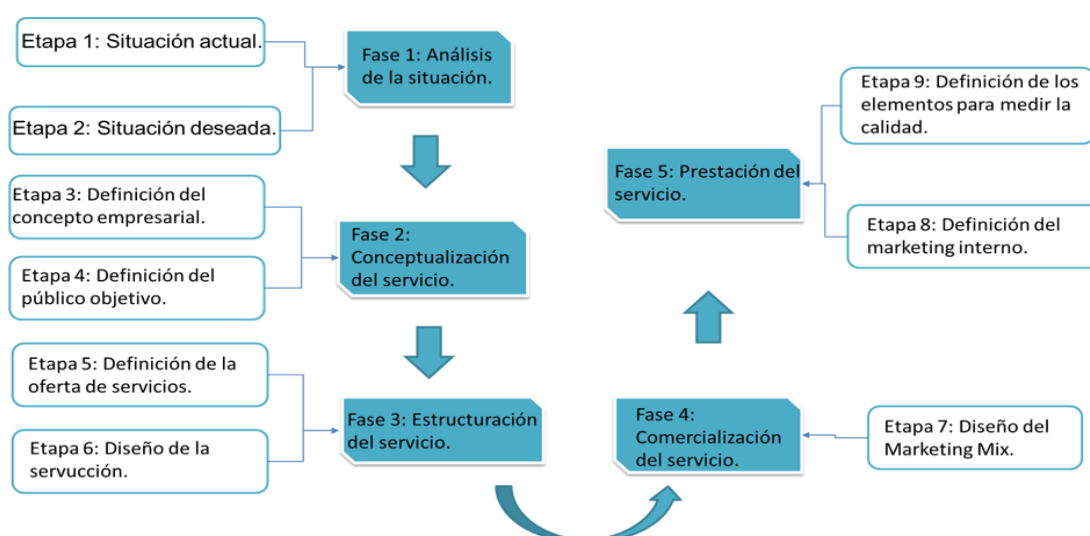 Etapa 1: Situación actual.
Etapa 2: Situación deseada.
Fase 1: Análisis
de la situación.
Etapa 3: Definición del
concepto empresarial.
Etapa 4: Definición del
público objetivo.
Fase 2:
Conceptualización
del servicio.
Etapa 5: Definición de la
oferta de servicios.
Etapa 6: Diseño de la
servucción.
Fase 3: Estructuración
del servicio.
Fase 4:
Comercialización
del servicio.
Etapa 7: Diseño del
Marketing Mix.
Fase 5: Prestación del
servicio.
Etapa 9: Definición de los
elementos para medir la
calidad.
Etapa 8: Definición del
marketing interno.